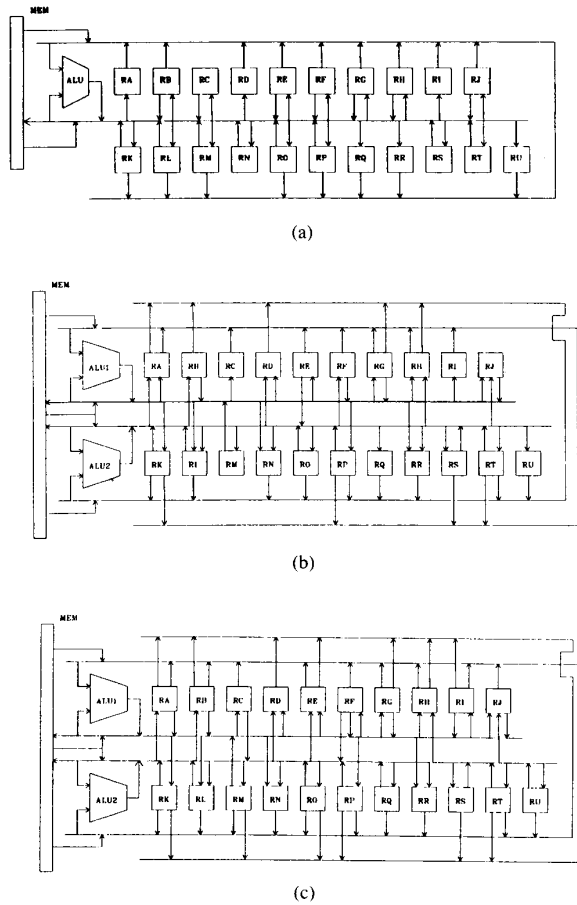 MEM
ALU
RA RB RC RD RE RF RG RH RI RJ
RK RL RM RN RO RP RQ RR RS RT RU
(a)
MEM
ALU1
RA RB RC RD RE RF RG RH RI RJ
ALU2
RK RL RM RN RO RP RQ RR RS RT RU
(b)
MEM
ALU1
RA RB RC RD RE RF RG RH RI RJ
ALU2
RK RL RM RN RO RP RQ RR RS RT RU
(c)